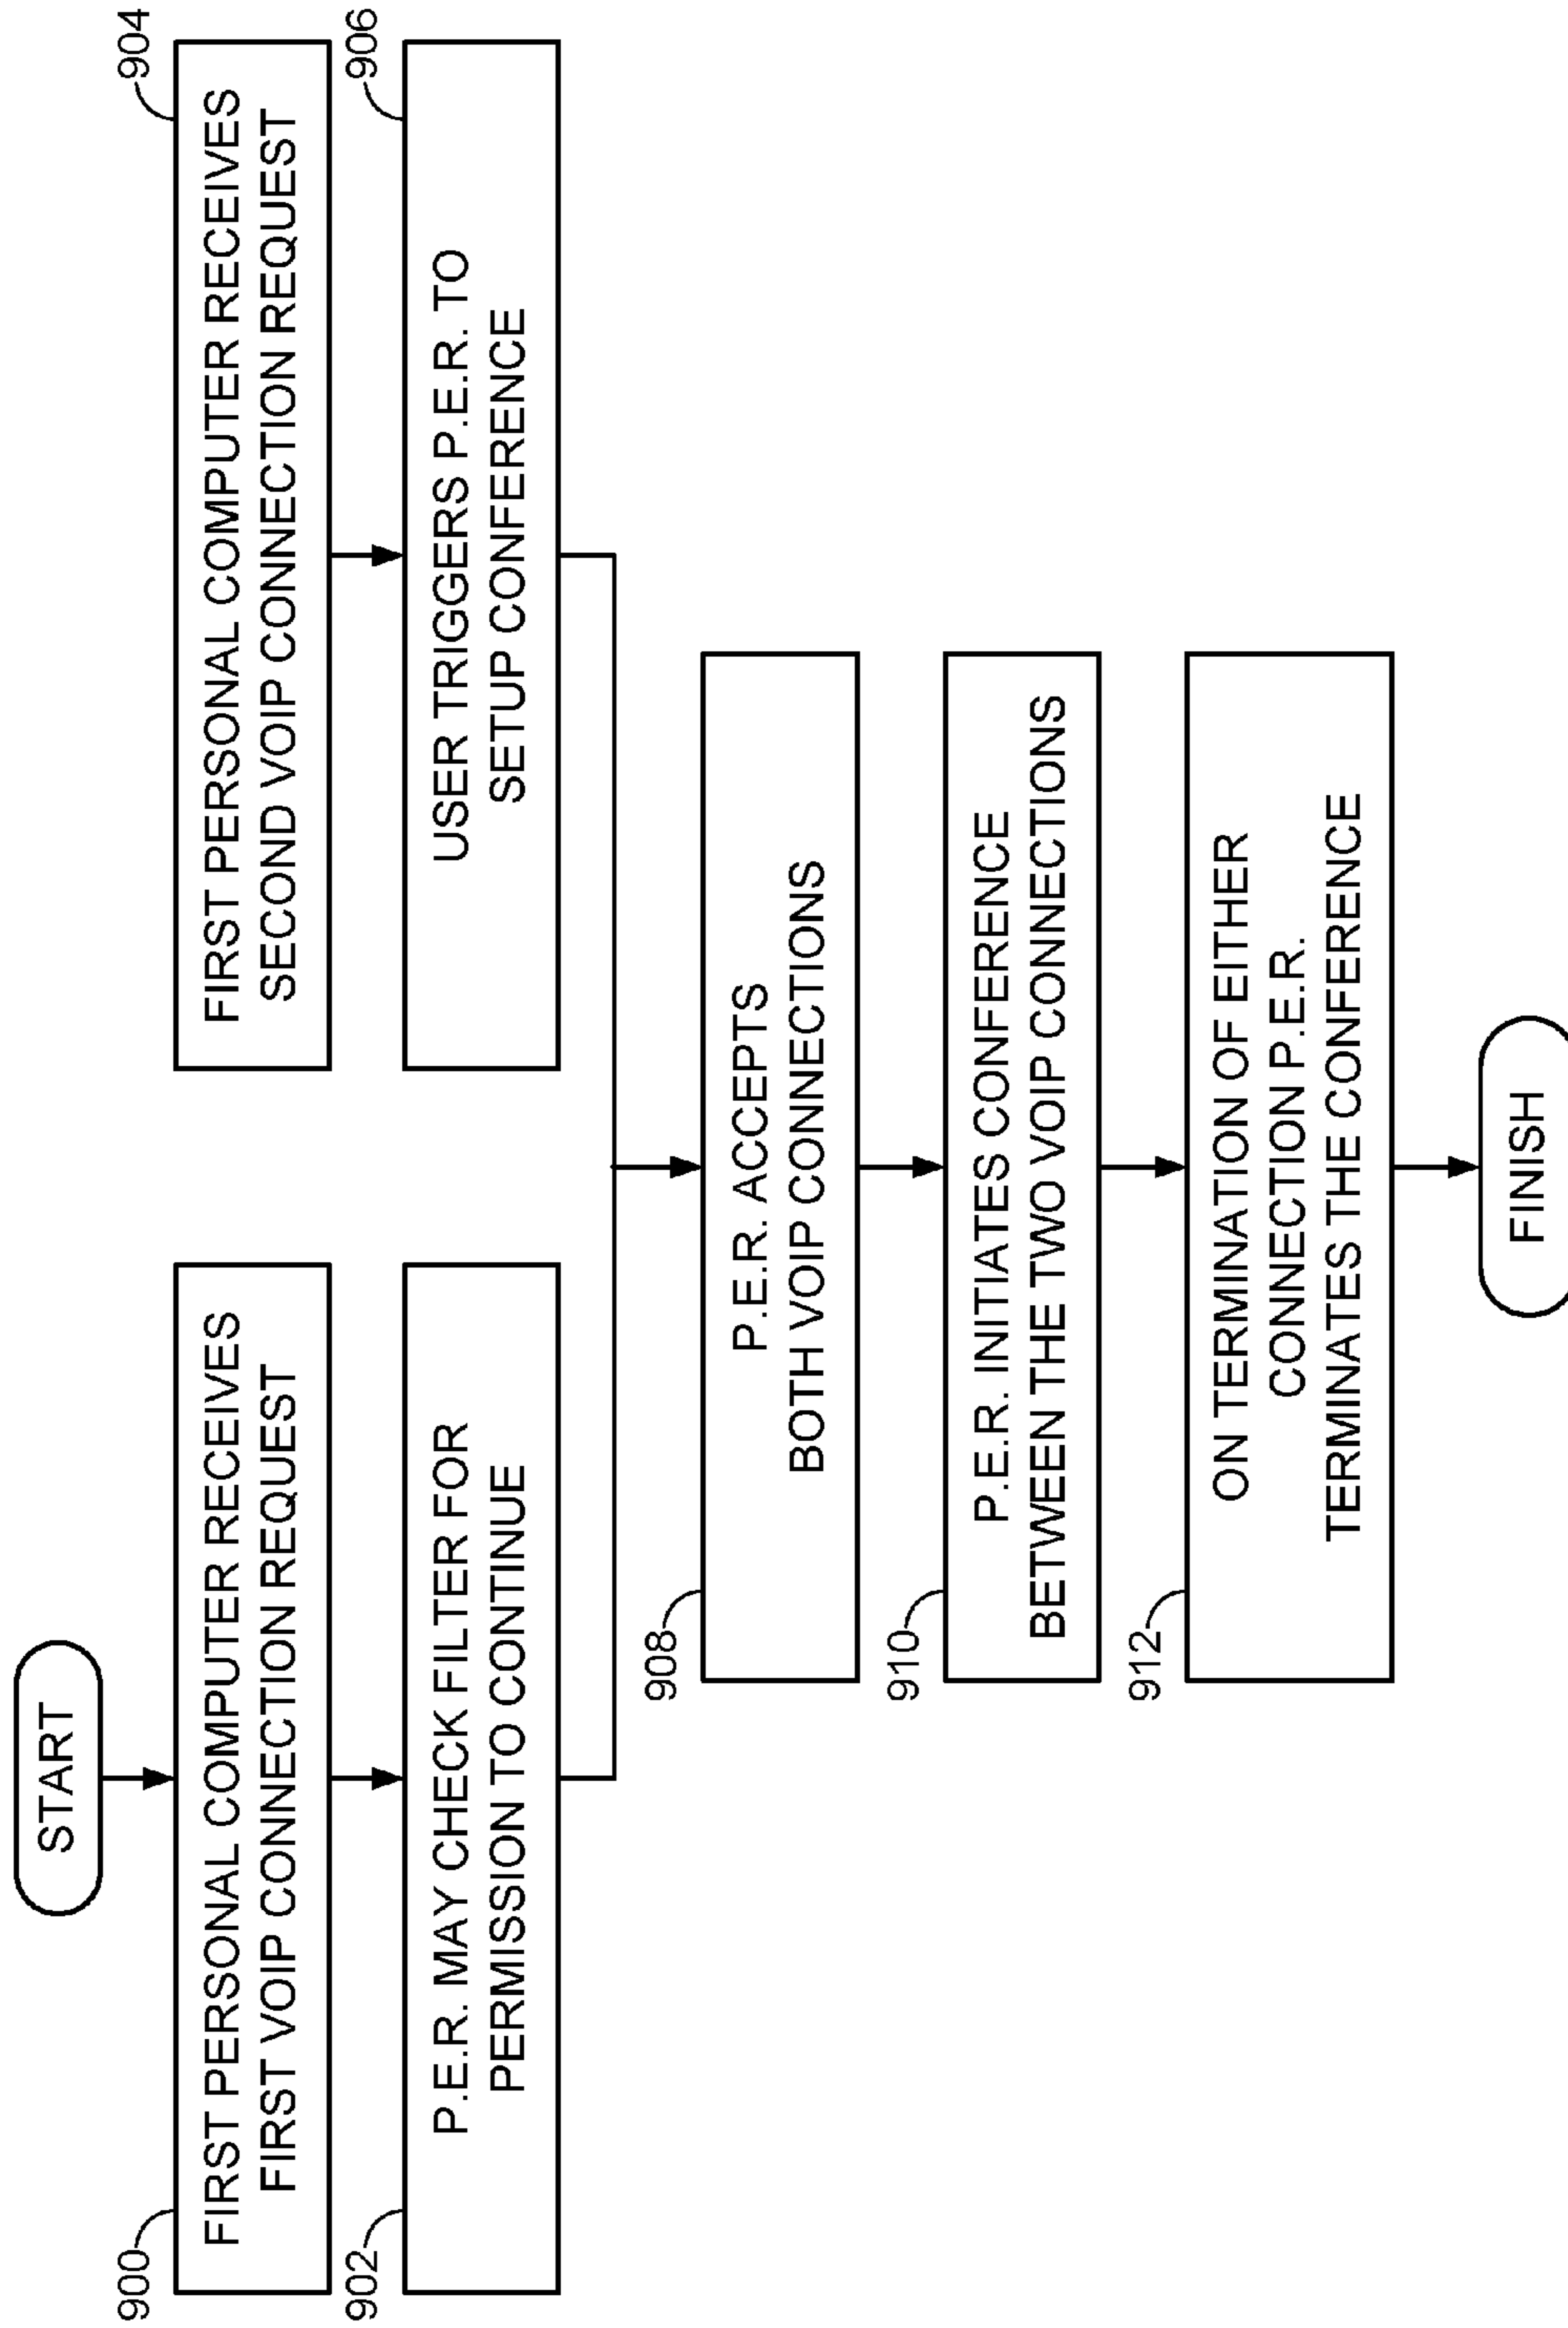 START
900
FIRST PERSONAL COMPUTER RECEIVES
FIRST VOIP CONNECTION REQUEST
902
P.E.R. MAY CHECK FILTER FOR
PERMISSION TO CONTINUE
904
FIRST PERSONAL COMPUTER RECEIVES
SECOND VOIP CONNECTION REQUEST
906
USER TRIGGERS P.E.R. TO
SETUP CONFERENCE
908
P.E.R. ACCEPTS
BOTH VOIP CONNECTIONS
910
P.E.R. INITIATES CONFERENCE
BETWEEN THE TWO VOIP CONNECTIONS
912
ON TERMINATION OF EITHER
CONNECTION P.E.R.
TERMINATES THE CONFERENCE
FINISH